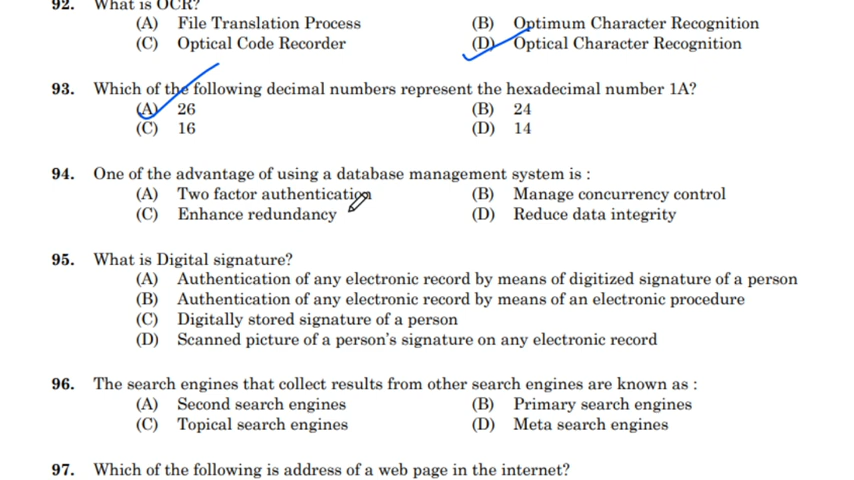 92. What is OCR?
(A) File Translation Process (B) Optimum Character Recognition
(C) Optical Code Recorder (D) Optical Character Recognition
93. Which of the following decimal numbers represent the hexadecimal number 1A?
(A) 26 (B) 24
(C) 16 (D) 14
94. One of the advantage of using a database management system is :
(A) Two factor authentication (B) Manage concurrency control
(C) Enhance redundancy (D) Reduce data integrity
95. What is Digital signature?
(A) Authentication of any electronic record by means of digitized signature of a person
(B) Authentication of any electronic record by means of an electronic procedure
(C) Digitally stored signature of a person
(D) Scanned picture of a person's signature on any electronic record
96. The search engines that collect results from other search engines are known as :
(A) Second search engines (B) Primary search engines
(C) Topical search engines (D) Meta search engines
97. Which of the following is address of a web page in the internet?